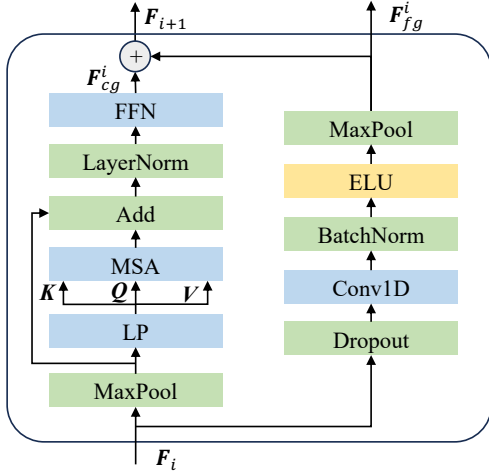 F_{i+1}
F^i_{fg}
+
F^i_{cg}
FFN
MaxPool
LayerNorm
ELU
Add
BatchNorm
MSA
K Q V
Conv1D
LP
Dropout
MaxPool
F_i